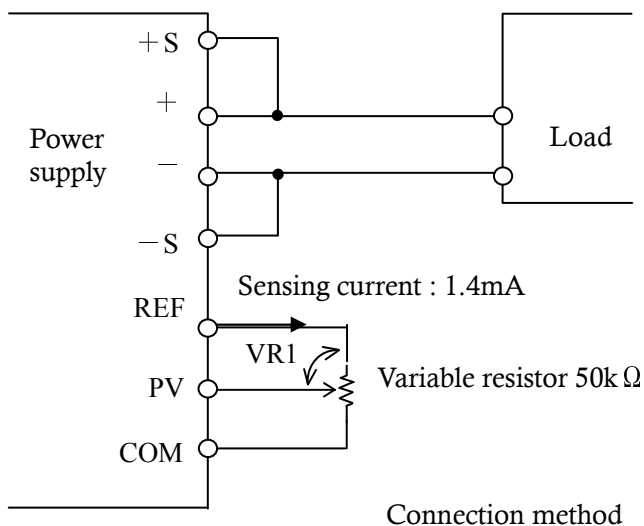 +S
+
Power
supply
−
Load
−S
Sensing current : 1.4mA
REF
VR1
Variable resistor 50kΩ
PV
COM
Connection method